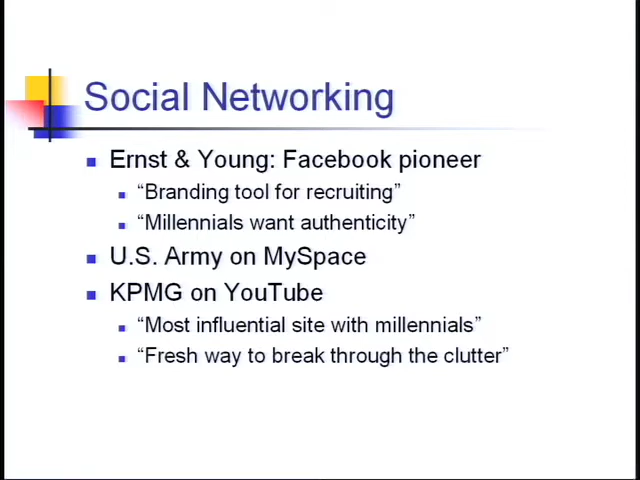 Social Networking
Ernst & Young: Facebook pioneer
“Branding tool for recruiting”
“Millennials want authenticity”
U.S. Army on MySpace
KPMG on YouTube
“Most influential site with millennials”
“Fresh way to break through the clutter”